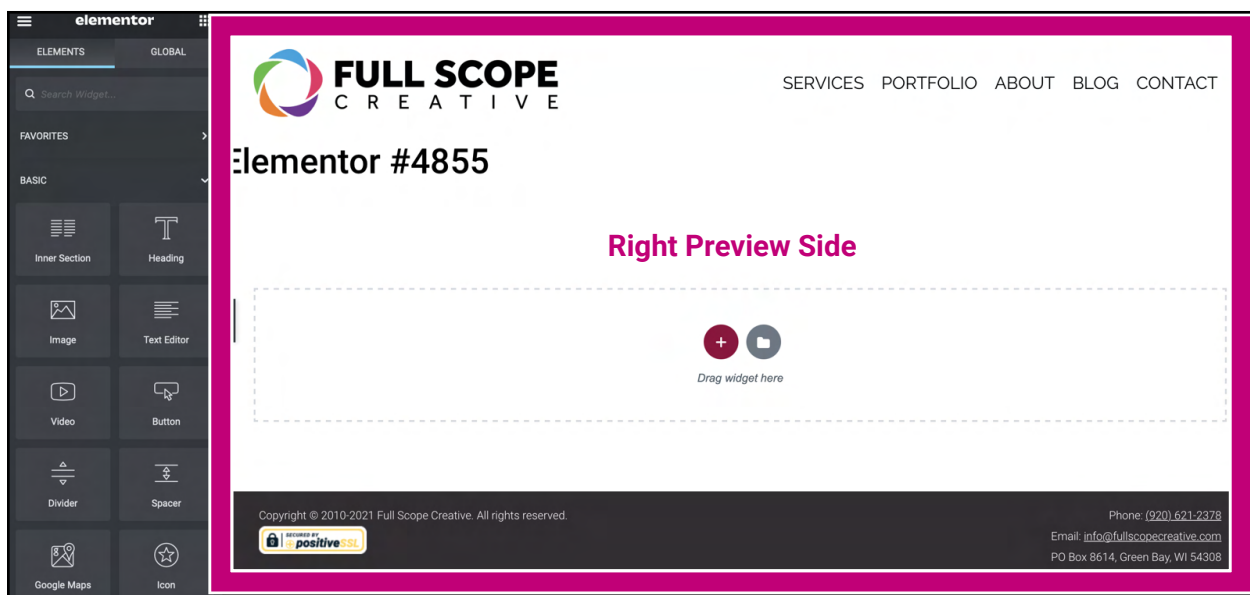 elementor
ELEMENTS GLOBAL
Search Widget...
FAVORITES
BASIC
Inner Section Heading
Image Text Editor
Video Button
Divider Spacer
Google Maps Icon
FULL SCOPE
CREATIVE
SERVICES PORTFOLIO ABOUT BLOG CONTACT
Elementor #4855
Right Preview Side
Drag widget here
Copyright © 2010-2021 Full Scope Creative. All rights reserved.
SECURED BY
positiveSSL
Phone: (920) 621-2378
Email: info@fullscopecreative.com
PO Box 8614, Green Bay, WI 54308